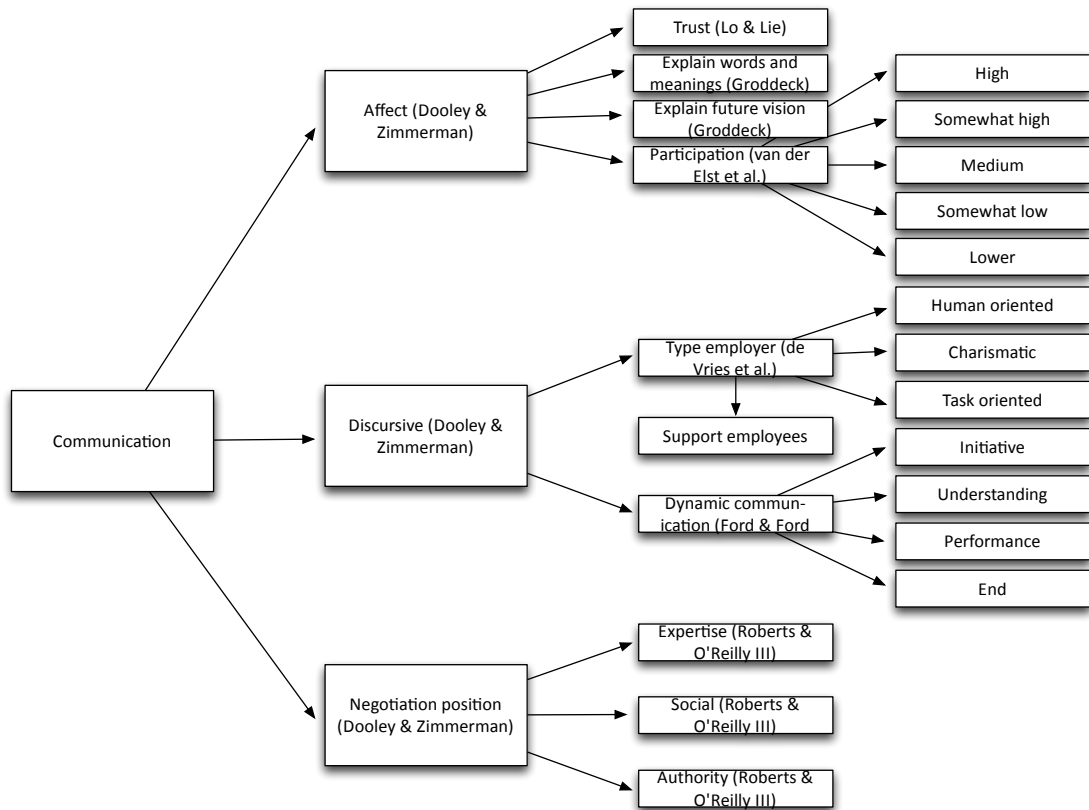 Trust (Lo & Lie)
Explain words and
meanings (Groddeck)
Explain future vision
(Groddeck)
Participation (van der
Elst et al.)
High
Somewhat high
Medium
Somewhat low
Lower
Affect (Dooley &
Zimmerman)
Human oriented
Charismatic
Task oriented
Type employer (de
Vries et al.)
Support employees
Communication
Discursive (Dooley &
Zimmerman)
Initiative
Understanding
Performance
End
Dynamic commun-
ication (Ford & Ford
Expertise (Roberts &
O'Reilly III)
Negotiation position
(Dooley & Zimmerman)
Social (Roberts &
O'Reilly III)
Authority (Roberts &
O'Reilly III)